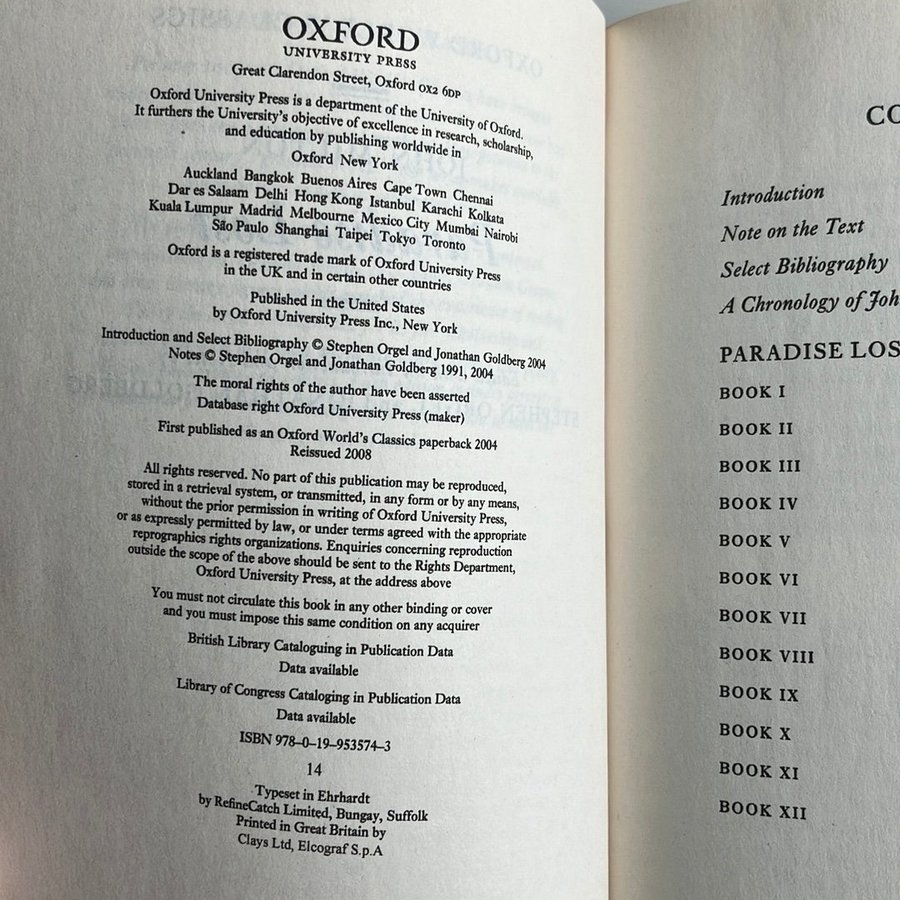 OXFORD
UNIVERSITY PRESS
Great Clarendon Street, Oxford OX2 6DP
Oxford University Press is a department of the University of Oxford.
It furthers the University's objective of excellence in research, scholarship,
and education by publishing worldwide in
Oxford New York
Auckland Bangkok Buenos Aires Cape Town Chennai
Dar es Salaam Delhi Hong Kong Istanbul Karachi Kolkata
Kuala Lumpur Madrid Melbourne Mexico City Mumbai Nairobi
São Paulo Shanghai Taipei Tokyo Toronto
Oxford is a registered trade mark of Oxford University Press
in the UK and in certain other countries
Published in the United States
by Oxford University Press Inc., New York
Introduction and Select Bibliography © Stephen Orgel and Jonathan Goldberg 2004
Notes © Stephen Orgel and Jonathan Goldberg 1991, 2004
The moral rights of the author have been asserted
Database right Oxford University Press (maker)
First published as an Oxford World's Classics paperback 2004
Reissued 2008
All rights reserved. No part of this publication may be reproduced,
stored in a retrieval system, or transmitted, in any form or by any means,
without the prior permission in writing of Oxford University Press,
or as expressly permitted by law, or under terms agreed with the appropriate
reprographics rights organizations. Enquiries concerning reproduction
outside the scope of the above should be sent to the Rights Department,
Oxford University Press, at the address above
You must not circulate this book in any other binding or cover
and you must impose this same condition on any acquirer
British Library Cataloguing in Publication Data
Data available
Library of Congress Cataloging in Publication Data
Data available
ISBN 978–0–19–953574–3
14
Typeset in Ehrhardt
by RefineCatch Limited, Bungay, Suffolk
Printed in Great Britain by
Clays Ltd, Elcograf S.p.A
CO
Introduction
Note on the Text
Select Bibliography
A Chronology of Joh
PARADISE LOS
BOOK I
BOOK II
BOOK III
BOOK IV
BOOK V
BOOK VI
BOOK VII
BOOK VIII
BOOK IX
BOOK X
BOOK XI
BOOK XII